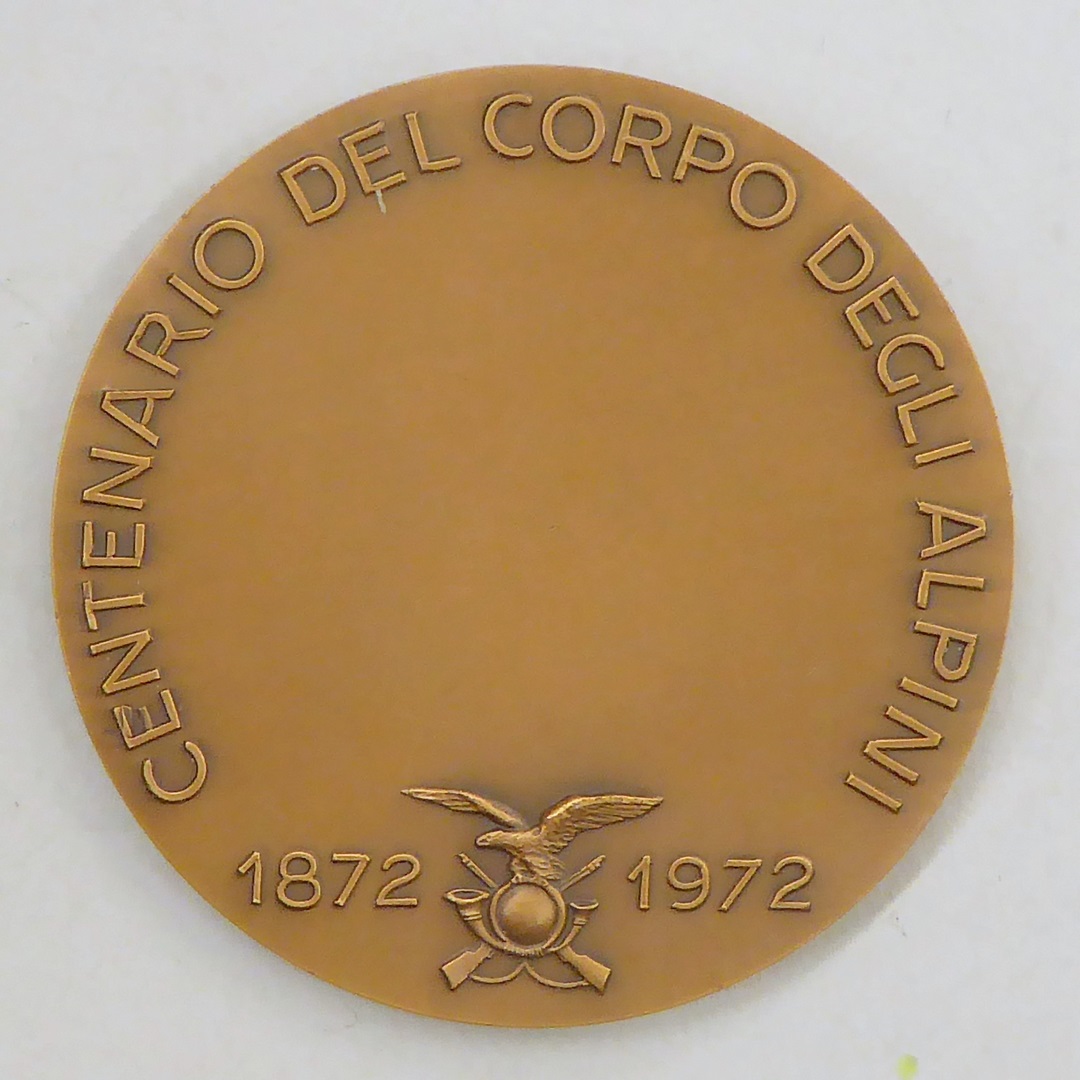 CENTENARIO DEL CORPO DEGLI ALPINI
1872 1972